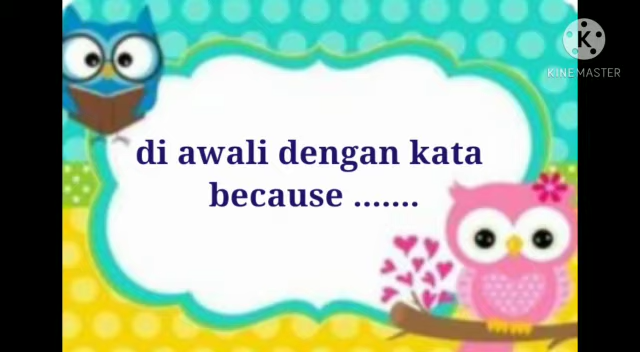 KINEMASTER
di awali dengan kata
because .......